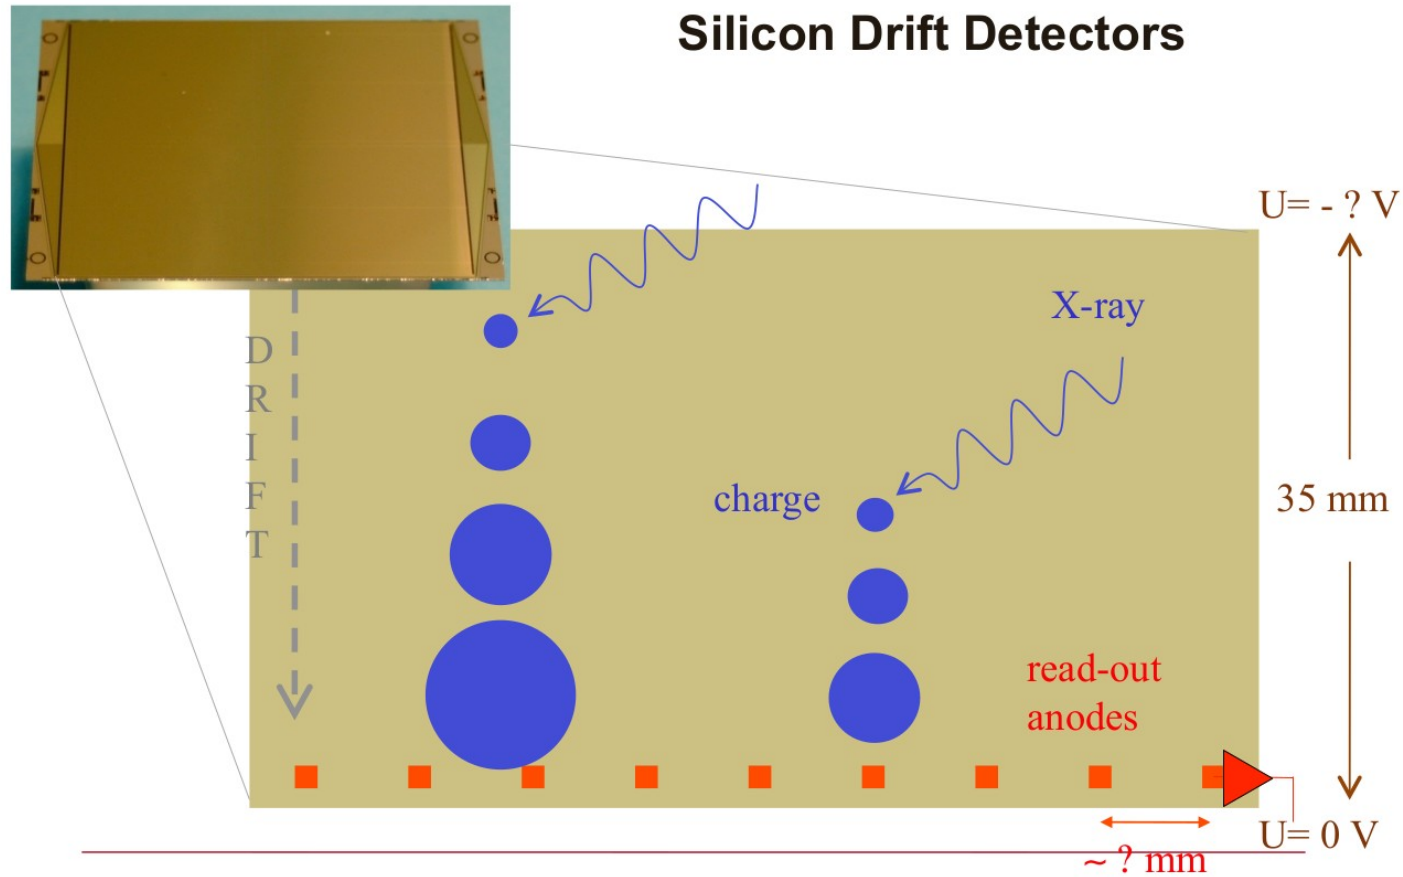 Silicon Drift Detectors
U= - ? V
X-ray
D
R
I
F
T
charge
35 mm
read-out
anodes
U= 0 V
~ ? mm